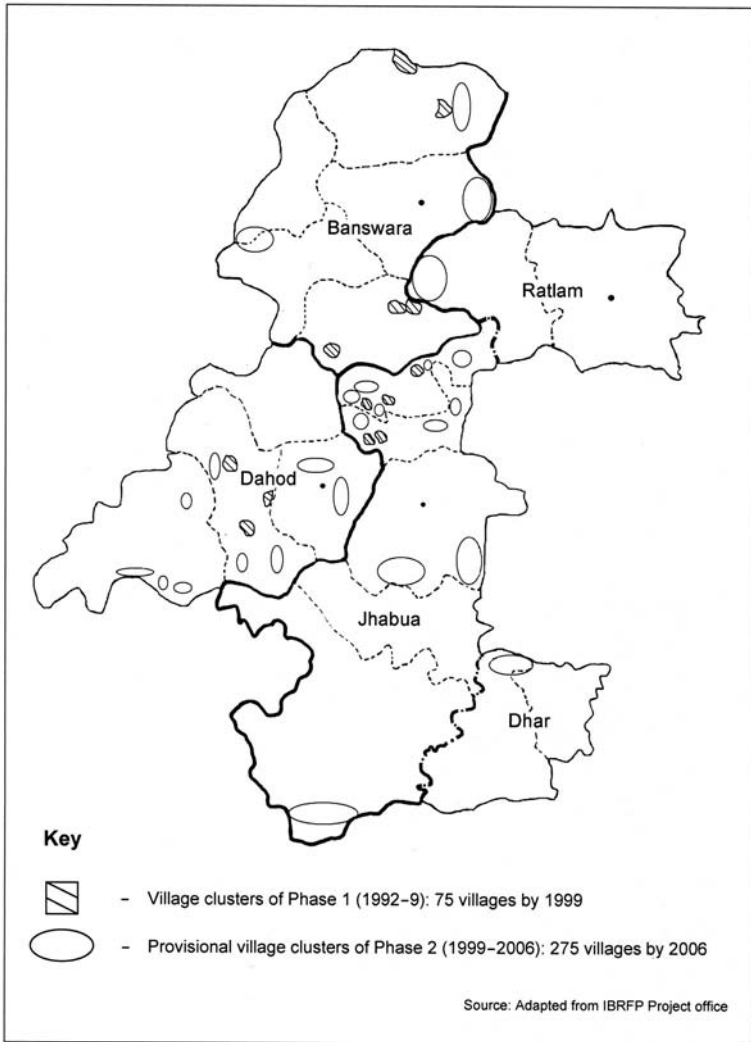 Banswara
Ratlam
Dahod
Jhabua
Dhar
Key
– Village clusters of Phase 1 (1992–9): 75 villages by 1999
– Provisional village clusters of Phase 2 (1999–2006): 275 villages by 2006
Source: Adapted from IBRFP Project office